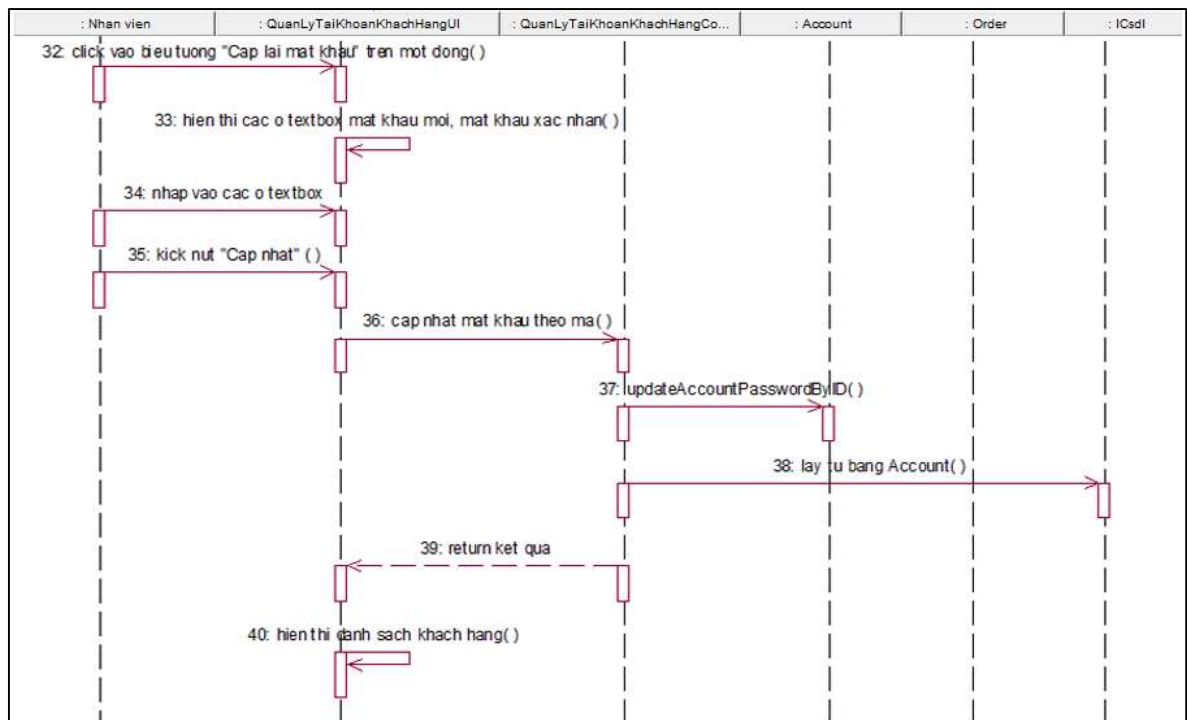 : Nhan vien
: QuanLyTaiKhoanKhachHangUI
: QuanLyTaiKhoanKhachHangCo...
: Account
: Order
: ICsdl
32: click vao bieu tuong "Cap lai mat khau" tren mot dong( )
33: hien thi cac o textbox mat khau moi, mat khau xac nhan( )
34: nhap vao cac o textbox
35: kick nut "Cap nhat" ( )
36: cap nhat mat khau theo ma( )
37: updateAccountPasswordByID( )
38: lay tu bang Account( )
39: return ket qua
40: hien thi danh sach khach hang( )